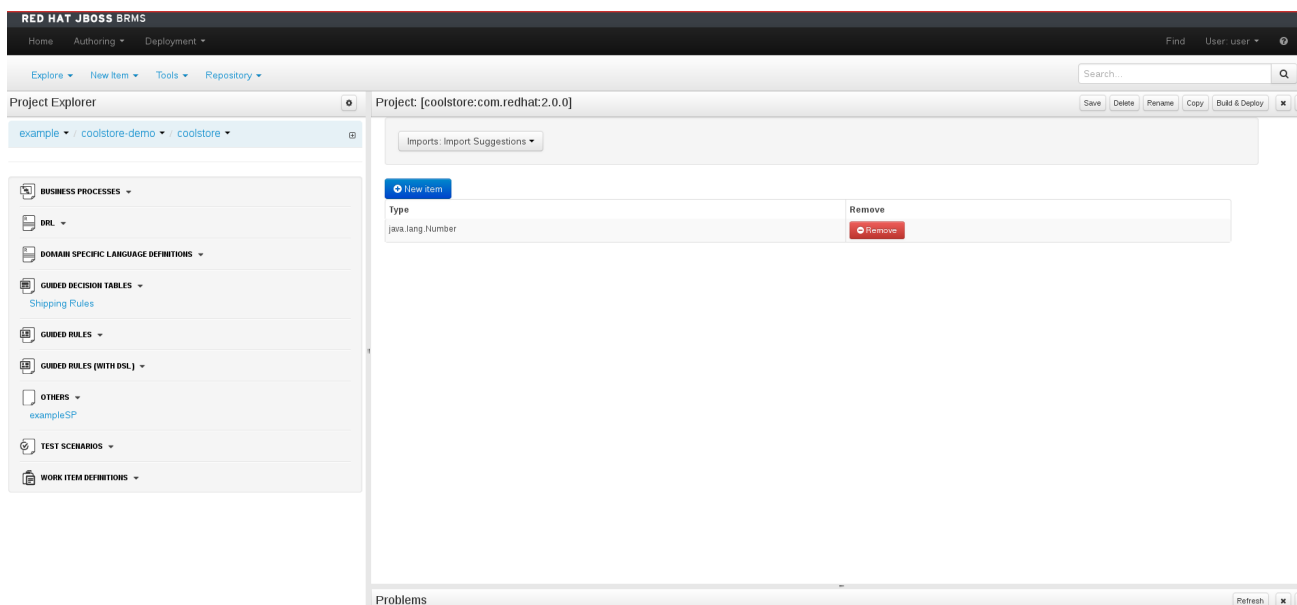 RED HAT JBOSS BRMS
Home Authoring Deployment Find User: user
Explore New Item Tools Repository Search...
Project Explorer
example / coolstore-demo / coolstore
BUSINESS PROCESSES
DRL
DOMAIN SPECIFIC LANGUAGE DEFINITIONS
GUIDED DECISION TABLES
Shipping Rules
GUIDED RULES
GUIDED RULES (WITH DSL)
OTHERS
exampleSP
TEST SCENARIOS
WORK ITEM DEFINITIONS
Project: [coolstore:com.redhat:2.0.0] Save Delete Rename Copy Build & Deploy
Imports: Import Suggestions
New item
Type Remove
java.lang.Number Remove
Problems Refresh